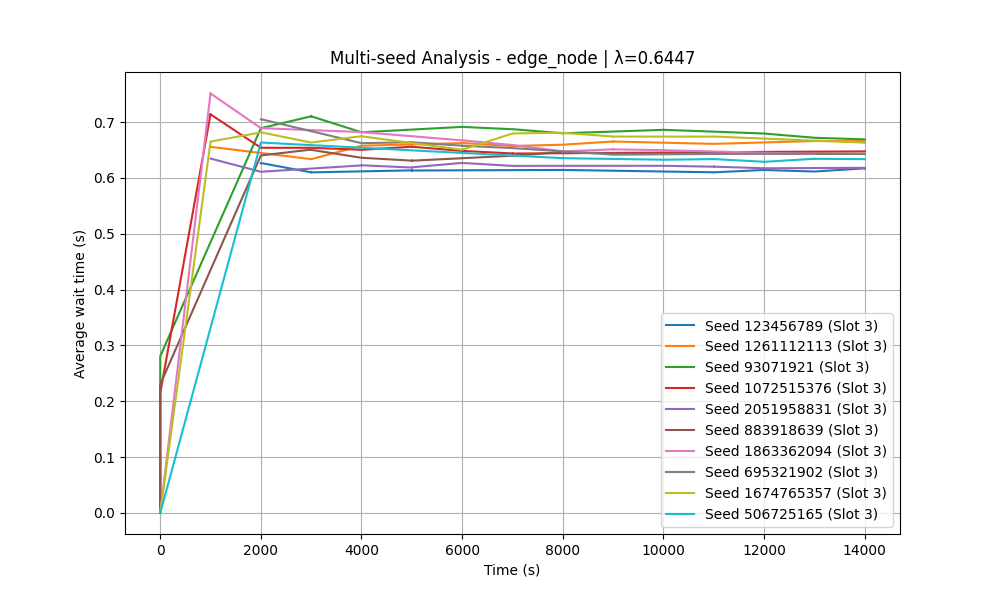 Multi-seed Analysis - edge_node | λ=0.6447
Average wait time (s)
0.7
0.6
0.5
0.4
0.3
0.2
0.1
0.0
Seed 123456789 (Slot 3)
Seed 1261112113 (Slot 3)
Seed 93071921 (Slot 3)
Seed 1072515376 (Slot 3)
Seed 2051958831 (Slot 3)
Seed 883918639 (Slot 3)
Seed 1863362094 (Slot 3)
Seed 695321902 (Slot 3)
Seed 1674765357 (Slot 3)
Seed 506725165 (Slot 3)
0 2000 4000 6000 8000 10000 12000 14000
Time (s)